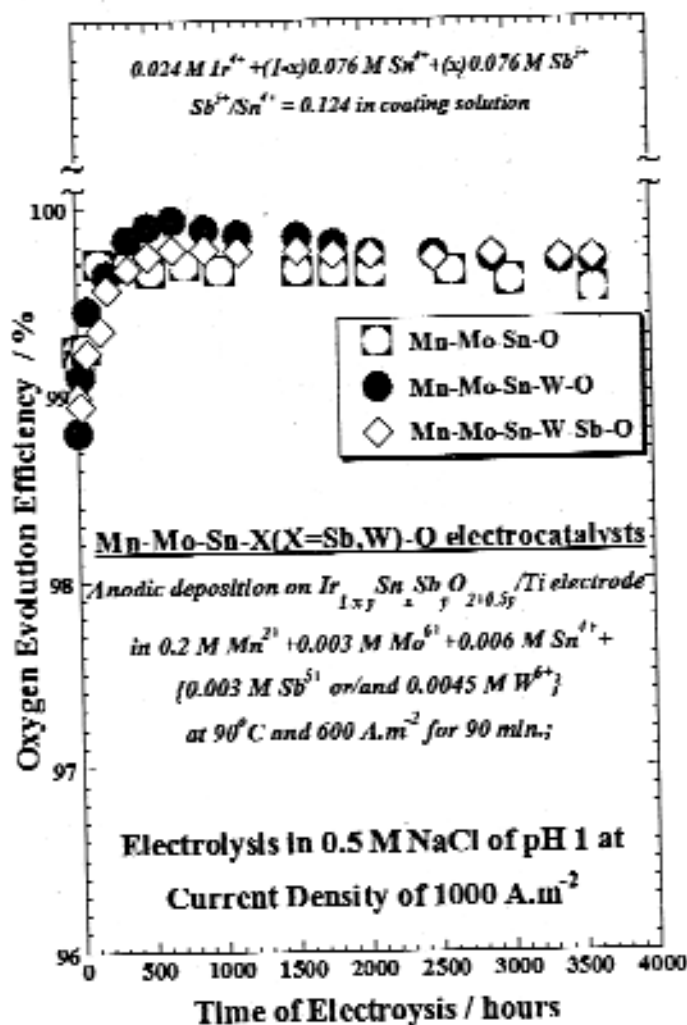 0.024 M Ir⁴⁺ +(1-x)0.076 M Sn⁴⁺+(x)0.076 M Sb⁵⁺
Sb⁵⁺/Sn⁴⁺ = 0.124 in coating solution
100
99
98
97
96
Oxygen Evolution Efficiency / %
Mn-Mo-Sn-O
Mn-Mo-Sn-W-O
Mn-Mo-Sn-W-Sb-O
Mn-Mo-Sn-X(X=Sb,W)-O electrocatalysts
Anodic deposition on Ir₁₋ₓ₋ᵧSnₓSbᵧO₂₊₀.₅ᵧ/Ti electrode
in 0.2 M Mn²⁺+0.003 M Mo⁶⁺+0.006 M Sn⁴⁺+
{0.003 M Sb⁵⁺ or/and 0.0045 M W⁶⁺}
at 90°C and 600 A.m⁻² for 90 min.;
Electrolysis in 0.5 M NaCl of pH 1 at
Current Density of 1000 A.m⁻²
0 500 1000 1500 2000 2500 3000 3500 4000
Time of Electroysis / hours